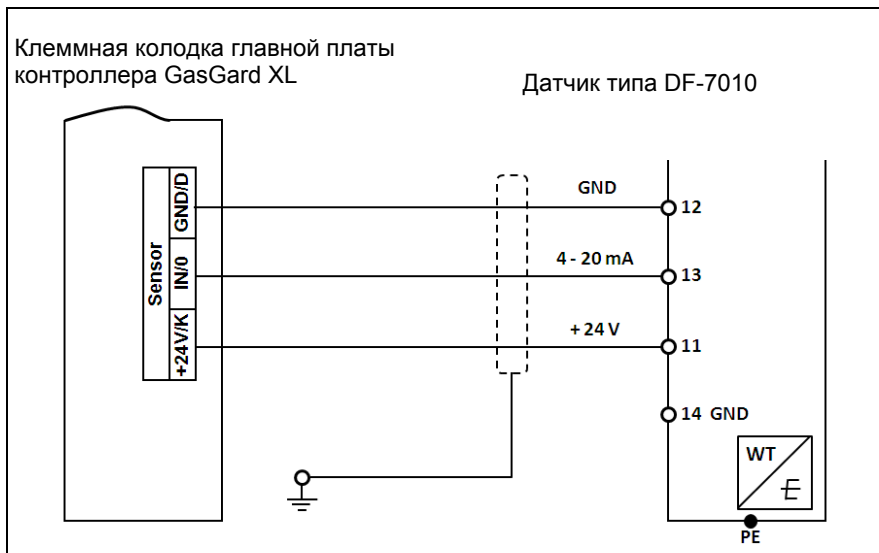 Клеммная колодка главной платы
контроллера GasGard XL
Датчик типа DF-7010
Sensor
GND/D
IN/0
+24V/K
GND
12
4 - 20 mA
13
+ 24 V
11
14 GND
WT
E
PE